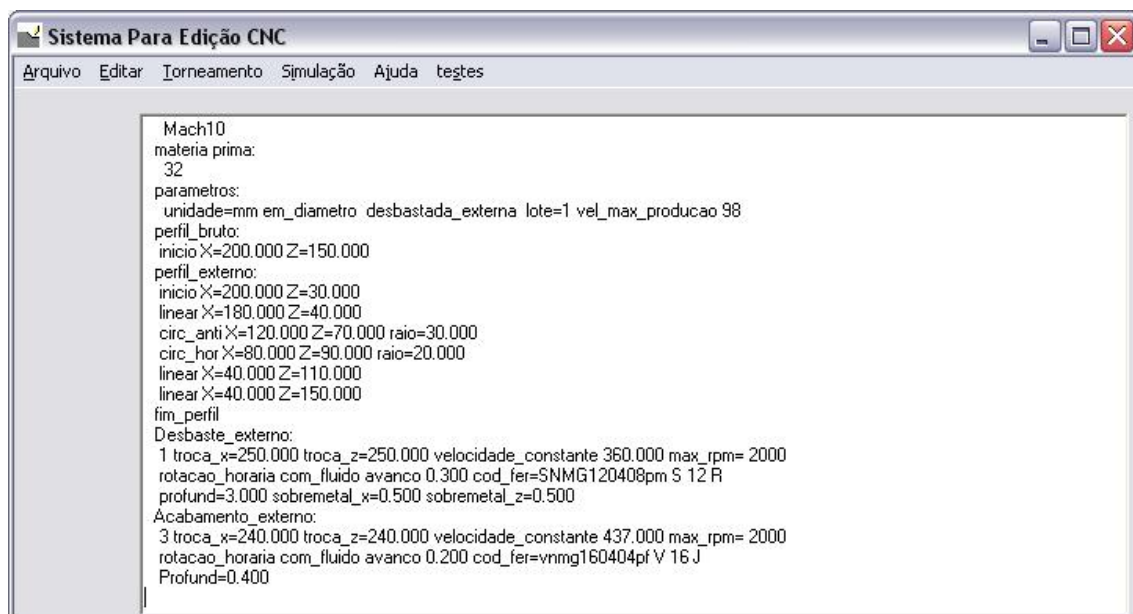 Sistema Para Edição CNC
Arquivo Editar Torneamento Simulação Ajuda testes
Mach10
materia prima:
32
parametros:
unidade=mm em_diametro desbastada_externa lote=1 vel_max_producao 98
perfil_bruto:
inicio X=200.000 Z=150.000
perfil_externo:
inicio X=200.000 Z=30.000
linear X=180.000 Z=40.000
circ_anti X=120.000 Z=70.000 raio=30.000
circ_hor X=80.000 Z=90.000 raio=20.000
linear X=40.000 Z=110.000
linear X=40.000 Z=150.000
fim_perfil
Desbaste_externo:
1 troca_x=250.000 troca_z=250.000 velocidade_constante 360.000 max_rpm= 2000
rotacao_horaria com_fluido avanco 0.300 cod_fer=SNMG120408pm S 12 R
profund=3.000 sobremetal_x=0.500 sobremetal_z=0.500
Acabamento_externo:
3 troca_x=240.000 troca_z=240.000 velocidade_constante 437.000 max_rpm= 2000
rotacao_horaria com_fluido avanco 0.200 cod_fer=vnmg160404pf V 16 J
Profund=0.400